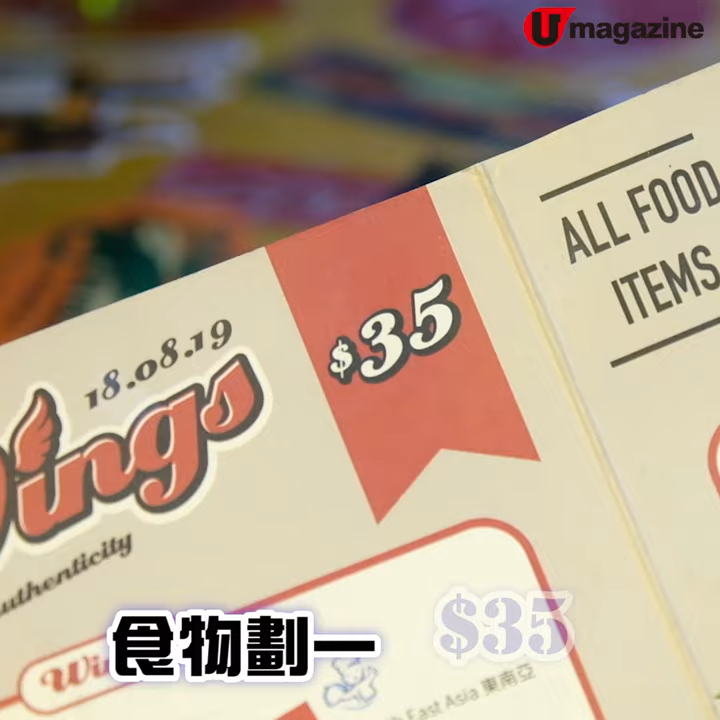 U magazine
ALL FOOD
ITEMS
$35
18.08.19
Wings
authenticity
食物劃一 $35
East Asia 東南亞